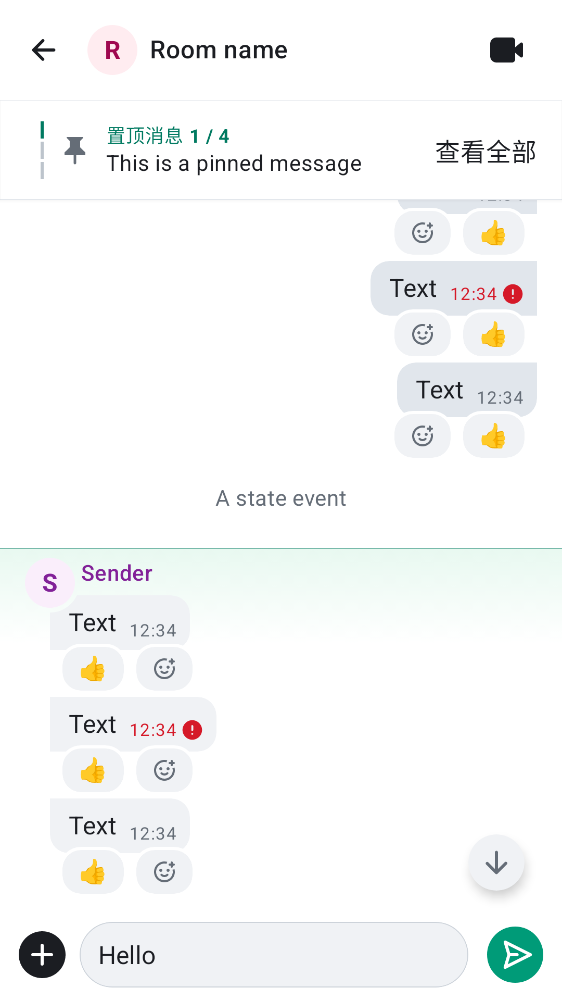 R Room name
置顶消息 1 / 4
This is a pinned message
查看全部
Text 12:34
Text 12:34
A state event
S Sender
Text 12:34
Text 12:34
Text 12:34
Hello